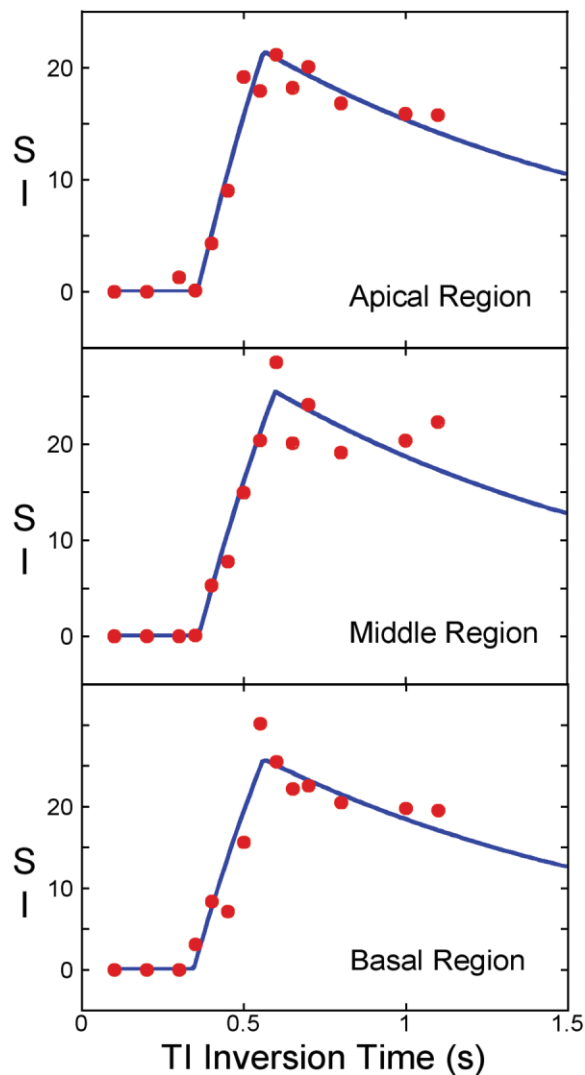 20
S
10
I
0
Apical Region
20
S
10
I
0
Middle Region
20
S
10
I
0
Basal Region
0 0.5 1 1.5
TI Inversion Time (s)